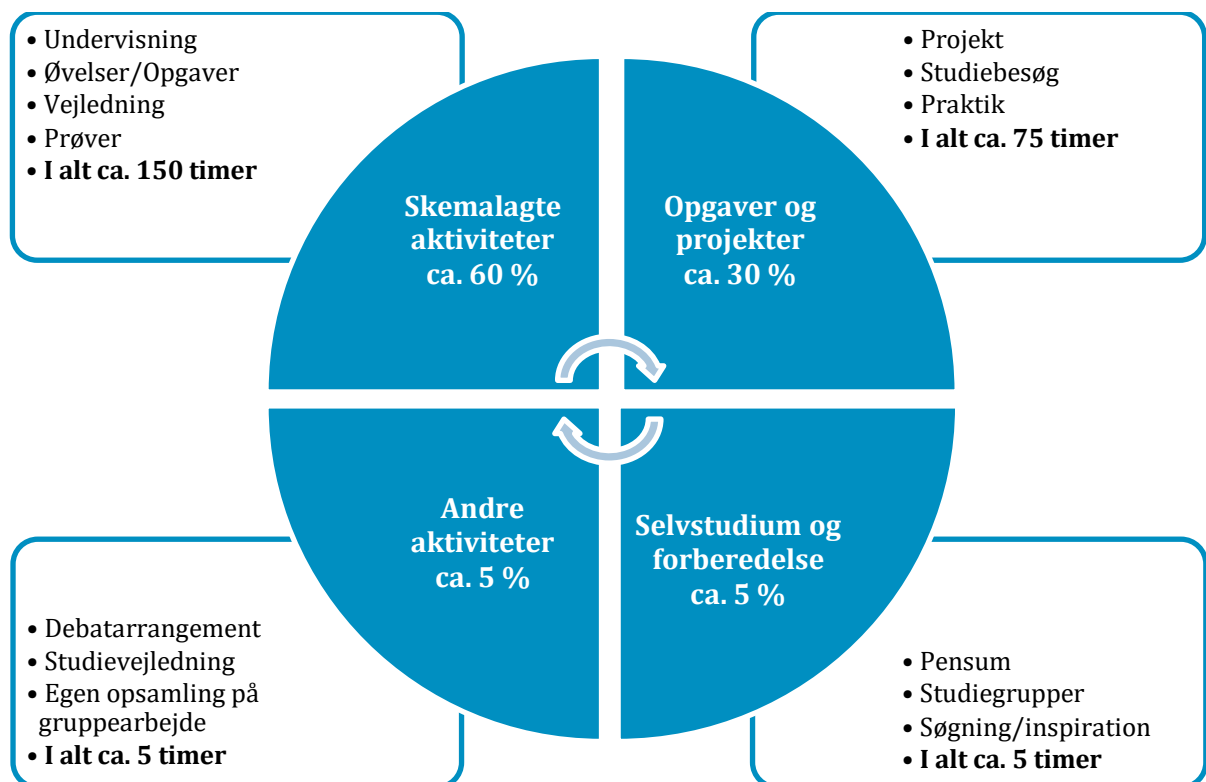 • Undervisning
• Øvelser/Opgaver
• Vejledning
• Prøver
• I alt ca. 150 timer
• Projekt
• Studiebesøg
• Praktik
• I alt ca. 75 timer
Skemalagte
aktiviteter
ca. 60 %
Opgaver og
projekter
ca. 30 %
Andre
aktiviteter
ca. 5 %
Selvstudium og
forberedelse
ca. 5 %
• Debatarrangement
• Studievejledning
• Egen opsamling på
gruppearbejde
• I alt ca. 5 timer
• Pensum
• Studiegrupper
• Søgning/inspiration
• I alt ca. 5 timer